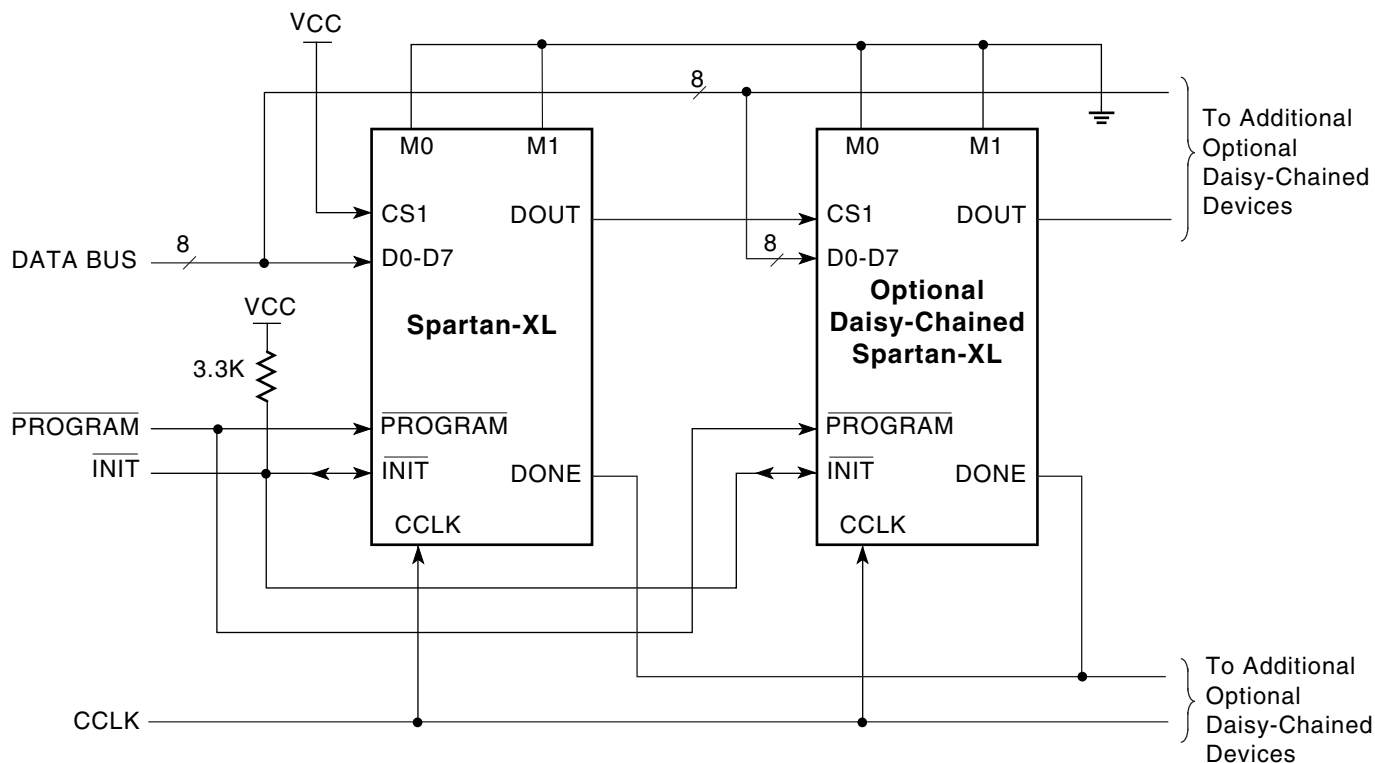 VCC
8
To Additional
Optional
Daisy-Chained
Devices
M0 M1
M0 M1
CS1 DOUT
CS1 DOUT
DATA BUS
8
D0-D7
8
D0-D7
VCC
3.3K
Spartan-XL
Optional
Daisy-Chained
Spartan-XL
PROGRAM
PROGRAM
PROGRAM
INIT
INIT
DONE
INIT
DONE
CCLK
CCLK
CCLK
To Additional
Optional
Daisy-Chained
Devices